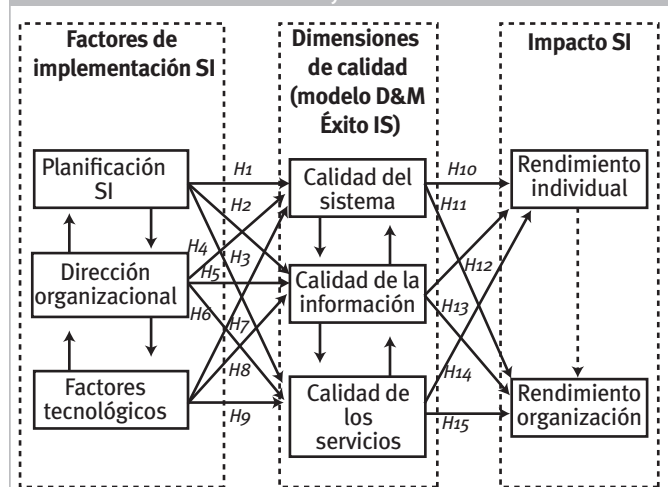 Factores de
implementación SI
Dimensiones
de calidad
(modelo D&M
Éxito IS)
Impacto SI
Planificación
SI
Dirección
organizacional
Factores
tecnológicos
H1
H2
H4
H3
H5
H6
H7
H8
H9
Calidad del
sistema
Calidad de la
información
Calidad de
los
servicios
H10
H11
H12
H13
H14
H15
Rendimiento
individual
Rendimiento
organización